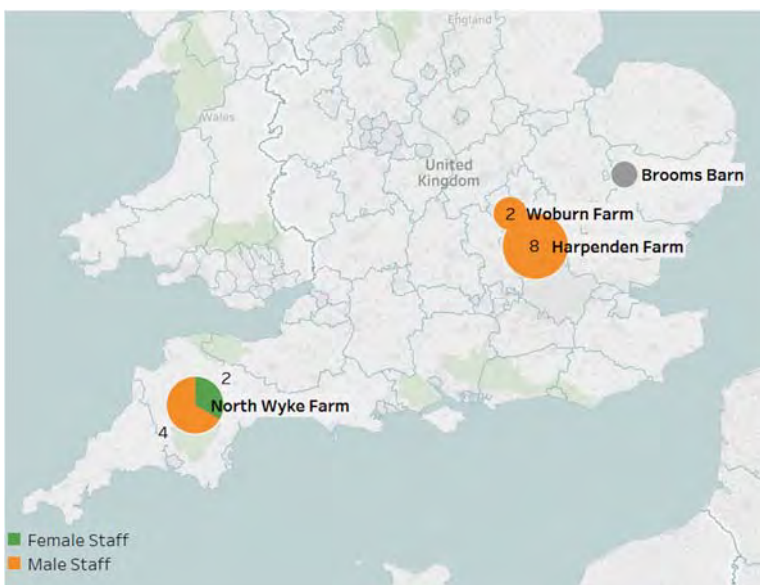 England
Wales
United
Kingdom
Brooms Barn
2 Woburn Farm
8 Harpenden Farm
2
North Wyke Farm
4
Female Staff
Male Staff